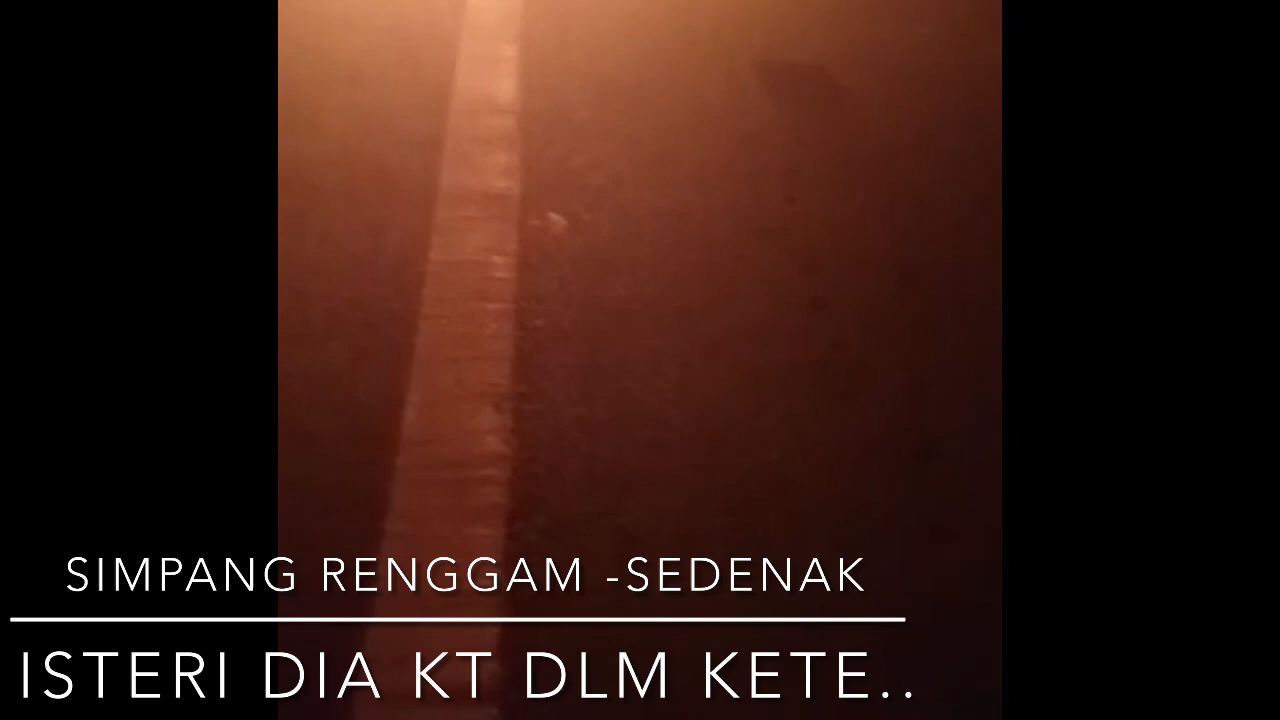 SIMPANG RENGGAM -SEDENAK
ISTERI DIA KT DLM KETE..